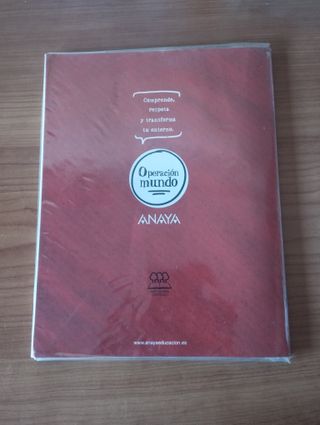 Comprende,
respeta
y transforma
tu entorno.
Operación
mundo
ANAYA
www.anayaeducacion.es